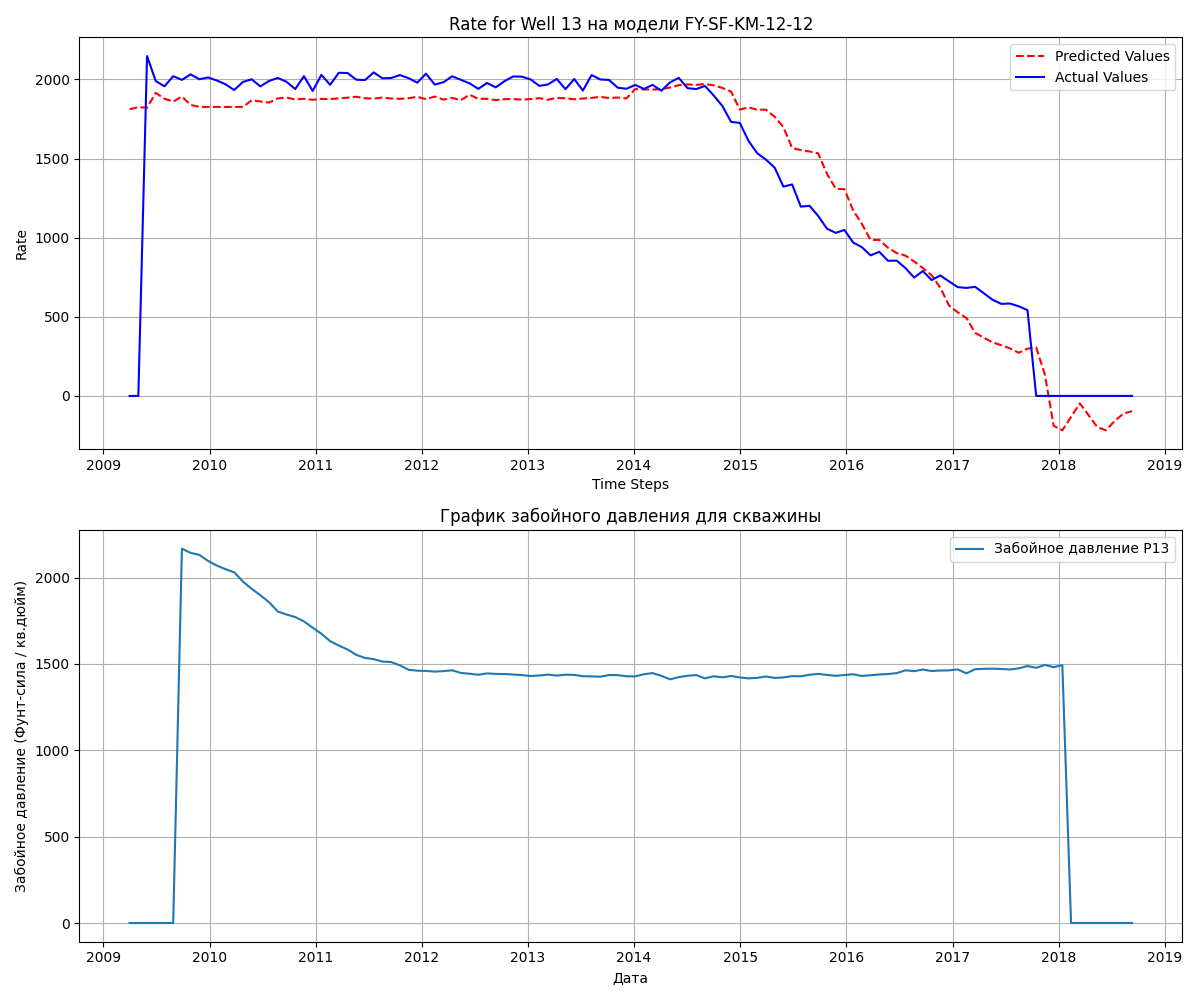 Rate for Well 13 на модели FY-SF-KM-12-12
Predicted Values
Actual Values
Rate
2000
1500
1000
500
0
2009 2010 2011 2012 2013 2014 2015 2016 2017 2018 2019
Time Steps
График забойного давления для скважины
Забойное давление P13
Забойное давление (Фунт-сила / кв.дюйм)
2000
1500
1000
500
0
2009 2010 2011 2012 2013 2014 2015 2016 2017 2018 2019
Дата